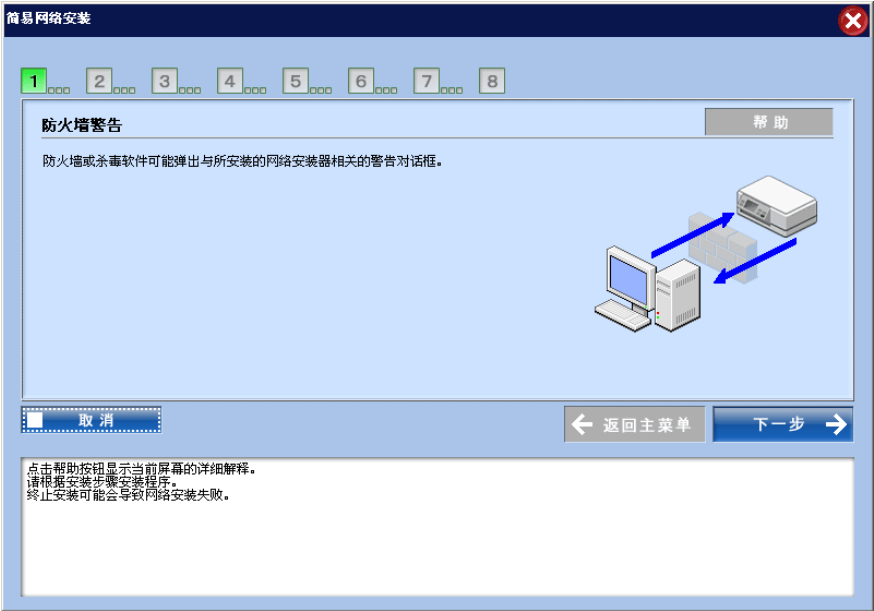 简易网络安装
1 2 3 4 5 6 7 8
防火墙警告
帮助
防火墙或杀毒软件可能弹出与所安装的网络安装器相关的警告对话框。
取消
返回主菜单
下一步
点击帮助按钮显示当前屏幕的详细解释。
请根据安装步骤安装程序。
终止安装可能会导致网络安装失败。